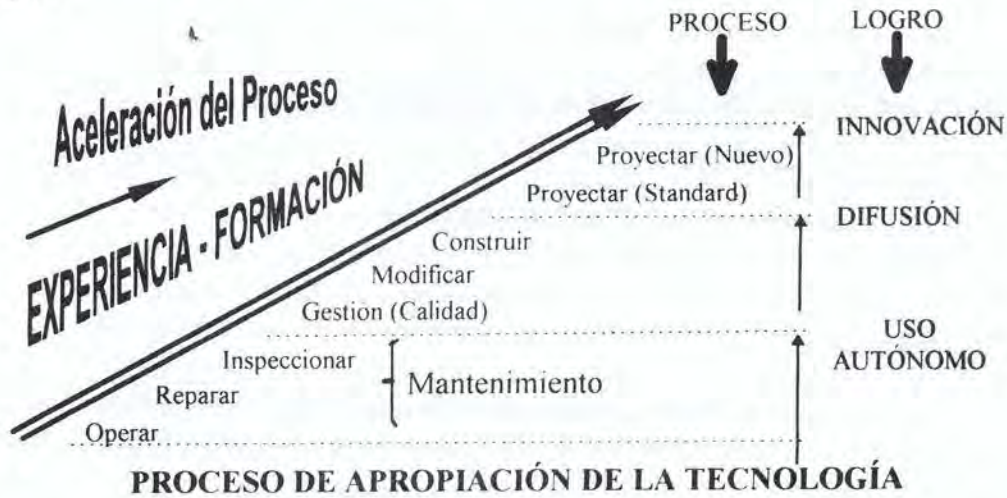 PROCESO LOGRO
Aceleración del Proceso
EXPERIENCIA - FORMACIÓN
INNOVACIÓN
Proyectar (Nuevo)
Proyectar (Standard)
DIFUSIÓN
Construir
Modificar
Gestión (Calidad)
USO
AUTÓNOMO
Inspeccionar
Mantenimiento
Reparar
Operar
PROCESO DE APROPIACIÓN DE LA TECNOLOGÍA